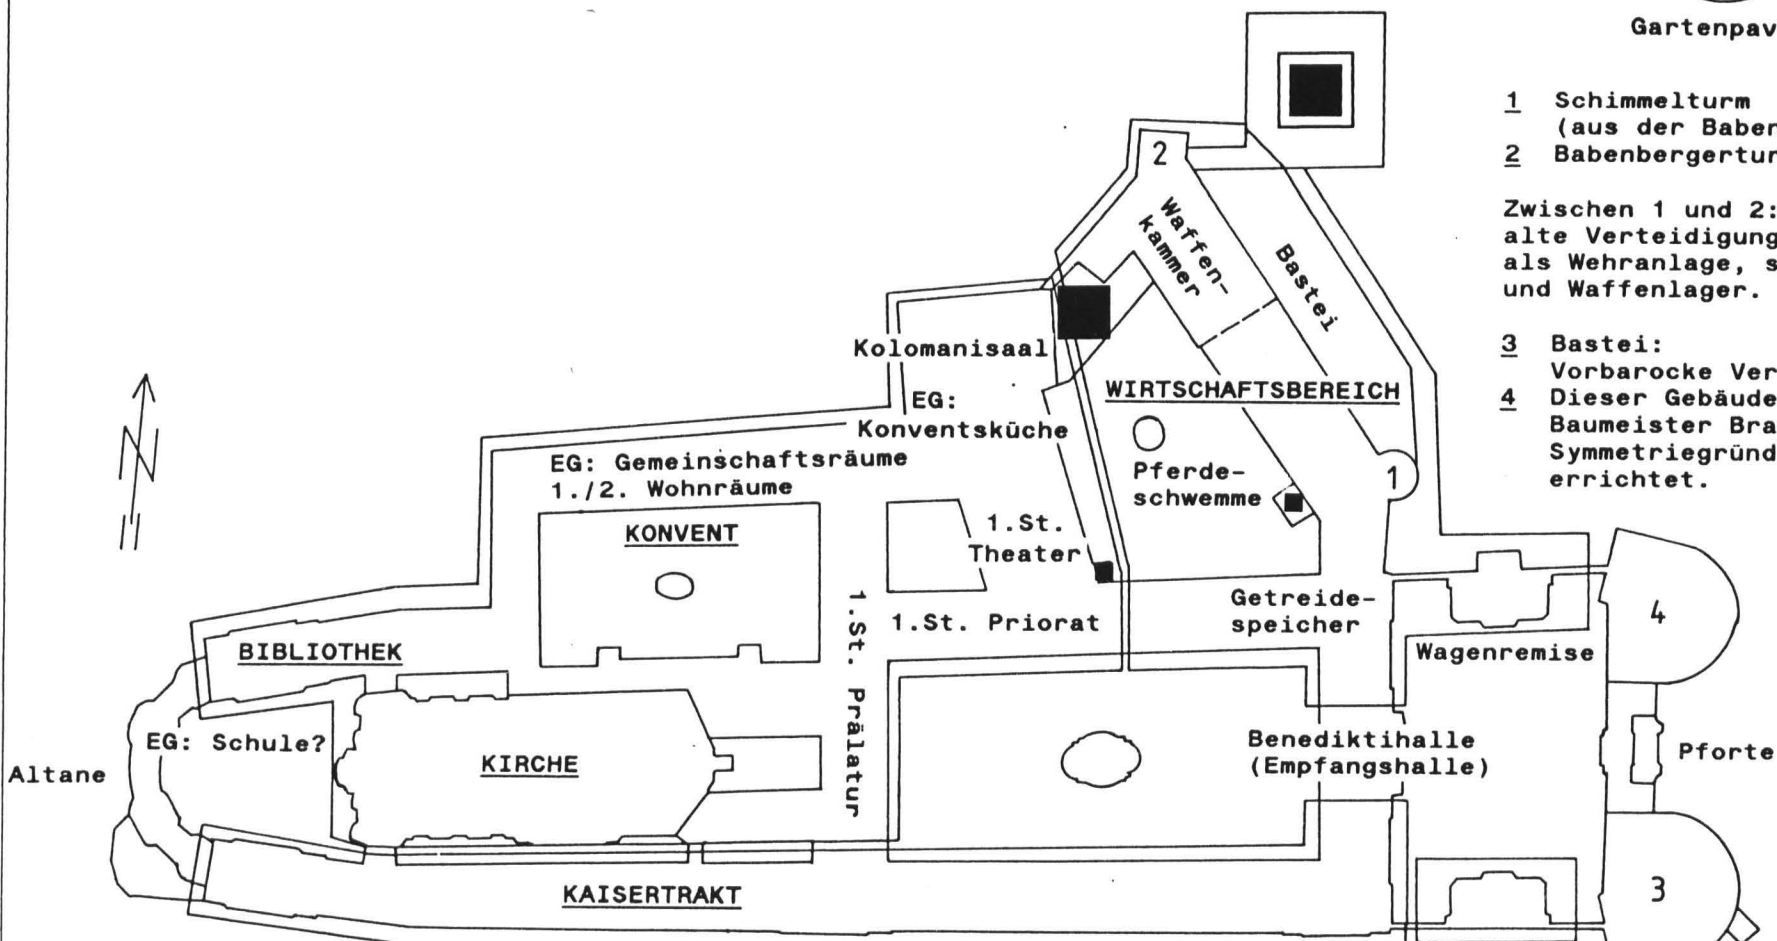 Gartenpav
1 Schimmelturm
(aus der Baben
2 Babenbergertur
Zwischen 1 und 2:
alte Verteidigung
als Wehranlage, s
und Waffenlager.
3 Bastei:
Vorbarocke Ver
4 Dieser Gebäude
Baumeister Bra
Symmetriegründ
errichtet.
2
Waffen-
kammer
Bastei
Kolomanisaal
WIRTSCHAFTSBEREICH
EG:
Konventsküche
EG: Gemeinschaftsräume
1./2. Wohnräume
Pferde-
schwemme
1
N
KONVENT
1.St.
Theater
1.St. Priorat
Getreide-
speicher
4
Wagenremise
BIBLIOTHEK
1.St. Prälatur
EG: Schule?
KIRCHE
Altane
Benediktihalle
(Empfangshalle)
Pforte
KAISERTRAKT
3